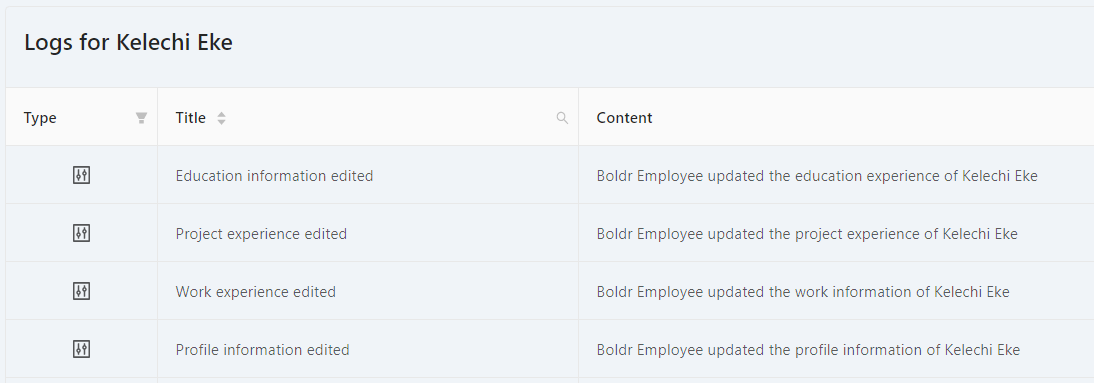 Logs for Kelechi Eke
Type Title Content
Education information edited Boldr Employee updated the education experience of Kelechi Eke
Project experience edited Boldr Employee updated the project experience of Kelechi Eke
Work experience edited Boldr Employee updated the work information of Kelechi Eke
Profile information edited Boldr Employee updated the profile information of Kelechi Eke